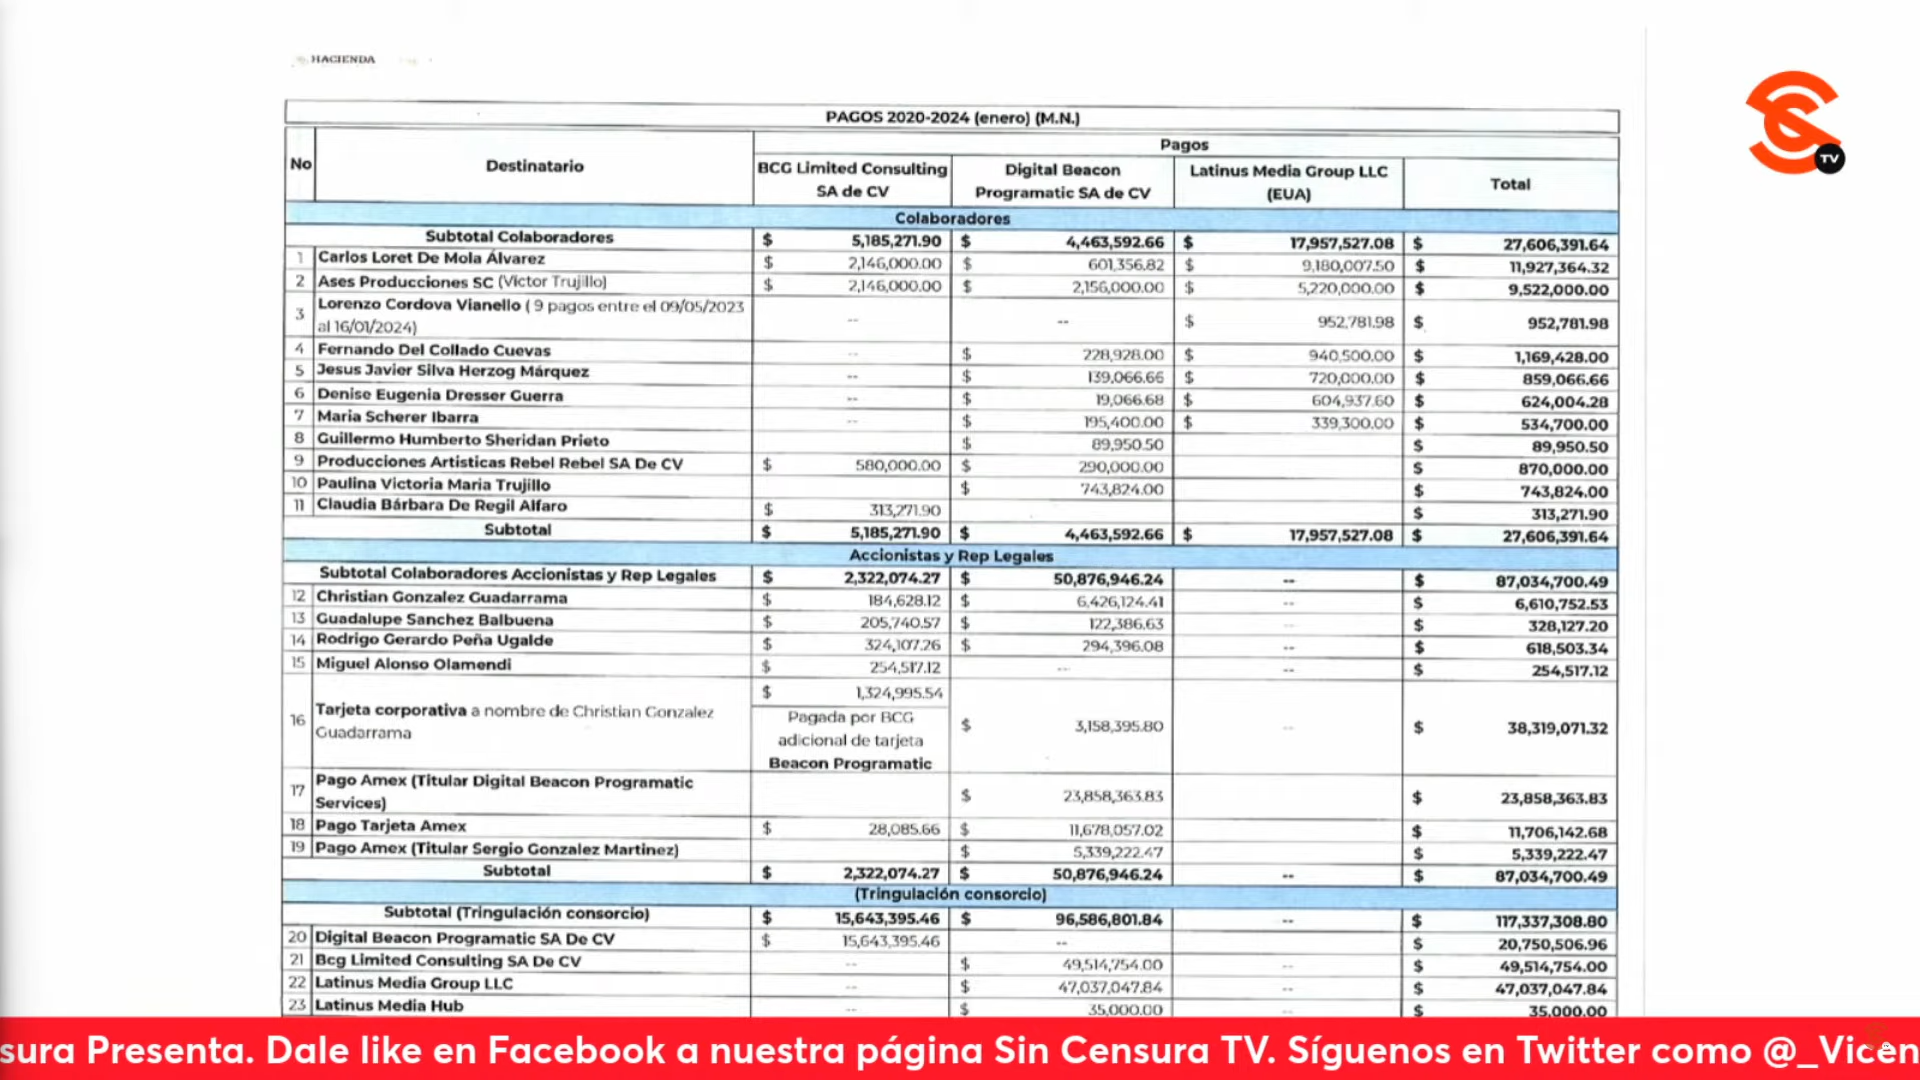 HACIENDA
PAGOS 2020-2024 (enero) (M.N.)
No Destinatario Pagos
BCG Limited Consulting SA de CV Digital Beacon Programatic SA de CV Latinus Media Group LLC (EUA) Total
Colaboradores
Subtotal Colaboradores $ 5,185,271.90 $ 4,463,592.66 $ 17,957,527.08 $ 27,606,391.64
1 Carlos Loret De Mola Álvarez $ 2,146,000.00 $ 601,356.82 $ 9,180,007.50 $ 11,927,364.32
2 Ases Producciones SC (Víctor Trujillo) $ 2,146,000.00 $ 2,156,000.00 $ 5,220,000.00 $ 9,522,000.00
3 Lorenzo Cordova Vianello ( 9 pagos entre el 09/05/2023 al 16/01/2024) -- -- $ 952,781.98 $ 952,781.98
4 Fernando Del Collado Cuevas -- $ 228,928.00 $ 940,500.00 $ 1,169,428.00
5 Jesus Javier Silva Herzog Márquez -- $ 139,066.66 $ 720,000.00 $ 859,066.66
6 Denise Eugenia Dresser Guerra -- $ 19,066.68 $ 604,937.60 $ 624,004.28
7 Maria Scherer Ibarra -- $ 195,400.00 $ 339,300.00 $ 534,700.00
8 Guillermo Humberto Sheridan Prieto $ 89,950.50 $ 89,950.50
9 Producciones Artisticas Rebel Rebel SA De CV $ 580,000.00 $ 290,000.00 $ 870,000.00
10 Paulina Victoria Maria Trujillo $ 743,824.00 $ 743,824.00
11 Claudia Bárbara De Regil Alfaro $ 313,271.90 $ 313,271.90
Subtotal $ 5,185,271.90 $ 4,463,592.66 $ 17,957,527.08 $ 27,606,391.64
Accionistas y Rep Legales
Subtotal Colaboradores Accionistas y Rep Legales $ 2,322,074.27 $ 50,876,946.24 -- $ 87,034,700.49
12 Christian Gonzalez Guadarrama $ 184,628.12 $ 6,426,124.41 -- $ 6,610,752.53
13 Guadalupe Sanchez Balbuena $ 205,740.57 $ 122,386.63 -- $ 328,127.20
14 Rodrigo Gerardo Peña Ugalde $ 324,107.26 $ 294,396.08 -- $ 618,503.34
15 Miguel Alonso Olamendi $ 254,517.12 -- -- $ 254,517.12
16 Tarjeta corporativa a nombre de Christian Gonzalez Guadarrama $ 1,324,995.54 Pagada por BCG adicional de tarjeta Beacon Programatic $ 3,158,395.80 -- $ 38,319,071.32
17 Pago Amex (Titular Digital Beacon Programatic Services) $ 23,858,363.83 $ 23,858,363.83
18 Pago Tarjeta Amex $ 28,085.66 $ 11,678,057.02 $ 11,706,142.68
19 Pago Amex (Titular Sergio Gonzalez Martinez) $ 5,339,222.47 $ 5,339,222.47
Subtotal $ 2,322,074.27 $ 50,876,946.24 -- $ 87,034,700.49
(Tringulación consorcio)
Subtotal (Tringulación consorcio) $ 15,643,395.46 $ 96,586,801.84 -- $ 117,337,308.80
20 Digital Beacon Programatic SA De CV $ 15,643,395.46 -- $ 20,750,506.96
21 Bcg Limited Consulting SA De CV -- $ 49,514,754.00 -- $ 49,514,754.00
22 Latinus Media Group LLC -- $ 47,037,047.84 -- $ 47,037,047.84
23 Latinus Media Hub -- $ 35,000.00 -- $ 35,000.00
TV
sura Presenta. Dale like en Facebook a nuestra página Sin Censura TV. Síguenos en Twitter como @_Vicen